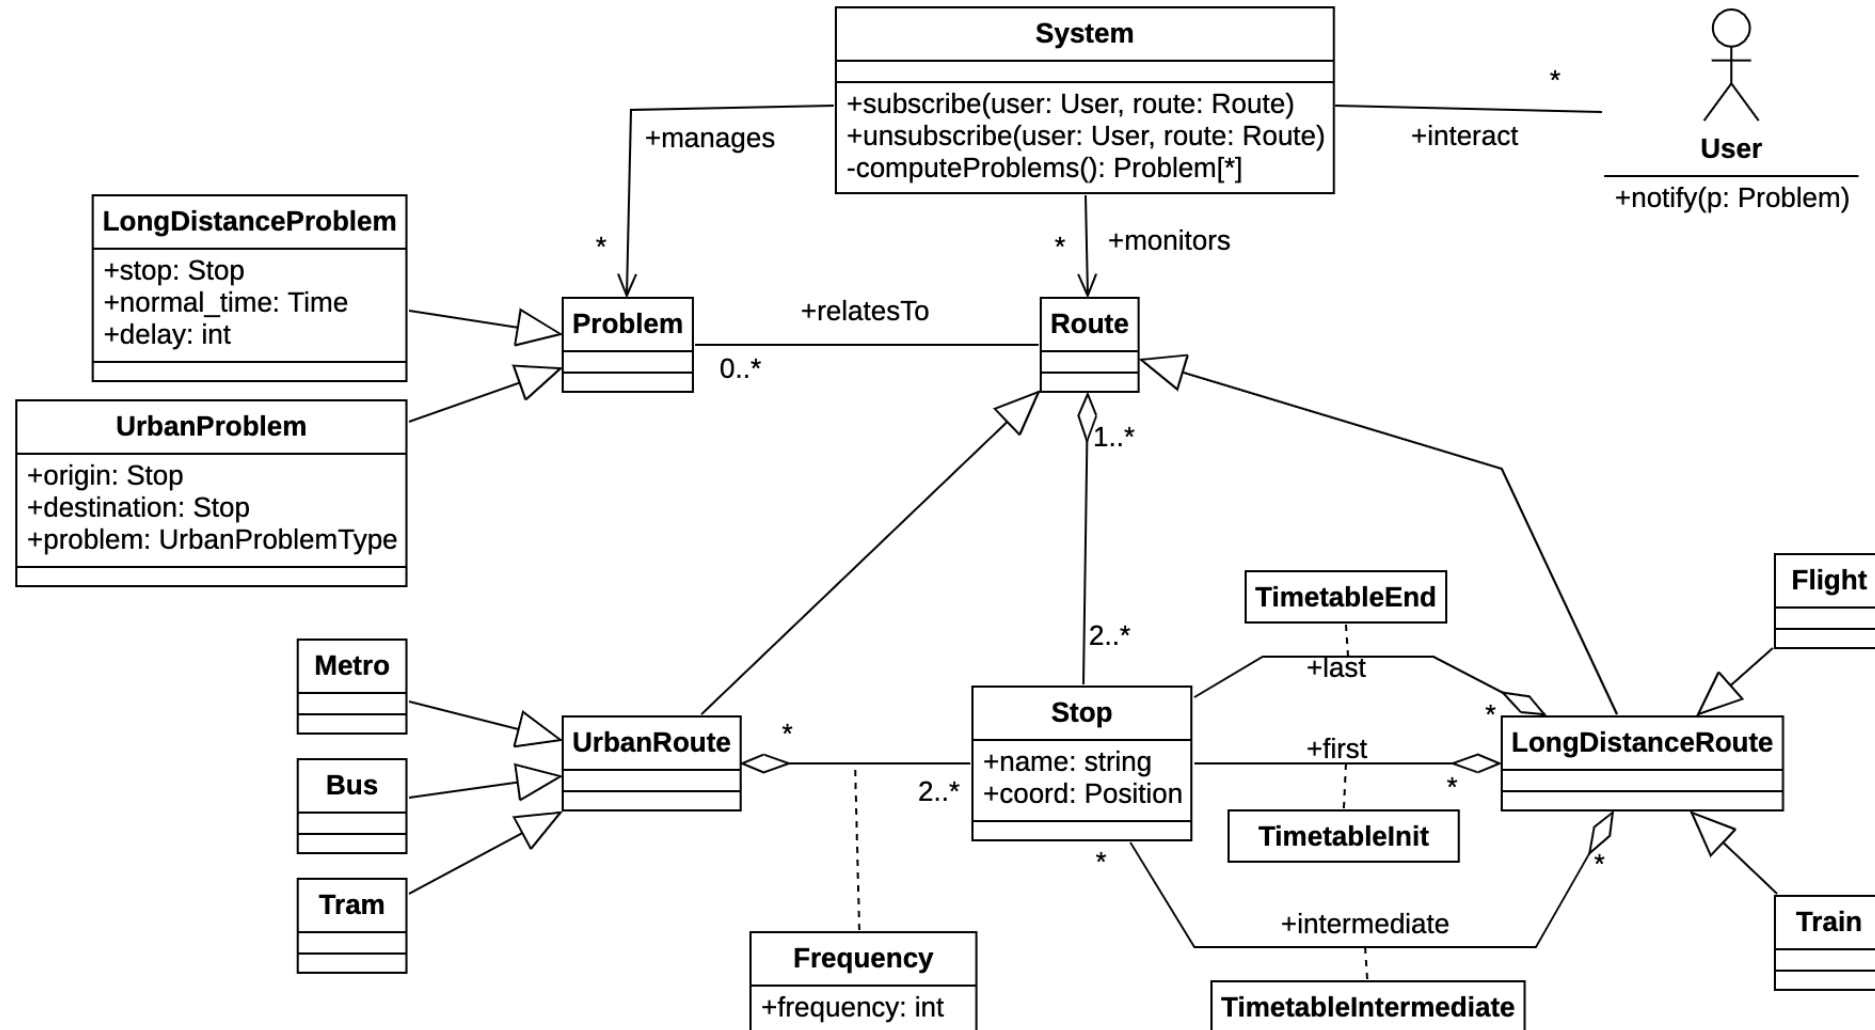 System
+subscribe(user: User, route: Route)
+unsubscribe(user: User, route: Route)
-computeProblems(): Problem[*]
*
+interact
User
+notify(p: Problem)
+manages
*
*
+monitors
LongDistanceProblem
+stop: Stop
+normal_time: Time
+delay: int
Problem
+relatesTo
0..*
Route
1..*
UrbanProblem
+origin: Stop
+destination: Stop
+problem: UrbanProblemType
2..*
TimetableEnd
+last
*
Flight
Metro
Bus
Tram
UrbanRoute
*
2..*
Stop
+name: string
+coord: Position
*
+first
*
TimetableInit
LongDistanceRoute
*
+intermediate
TimetableIntermediate
Train
Frequency
+frequency: int